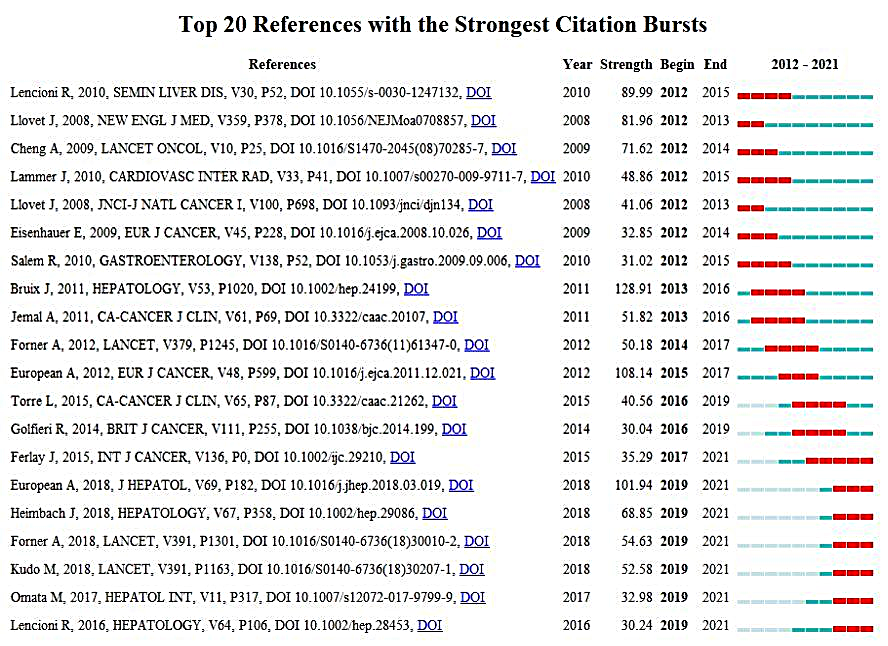 Top 20 References with the Strongest Citation Bursts
References Year Strength Begin End 2012 - 2021
Lencioni R, 2010, SEMIN LIVER DIS, V30, P52, DOI 10.1055/s-0030-1247132, DOI 2010 89.99 2012 2015
Llovet J, 2008, NEW ENGL J MED, V359, P378, DOI 10.1056/NEJMoa0708857, DOI 2008 81.96 2012 2013
Cheng A, 2009, LANCET ONCOL, V10, P25, DOI 10.1016/S1470-2045(08)70285-7, DOI 2009 71.62 2012 2014
Lammer J, 2010, CARDIOVASC INTER RAD, V33, P41, DOI 10.1007/s00270-009-9711-7, DOI 2010 48.86 2012 2015
Llovet J, 2008, JNCI-J NATL CANCER I, V100, P698, DOI 10.1093/jnci/djn134, DOI 2008 41.06 2012 2013
Eisenhauer E, 2009, EUR J CANCER, V45, P228, DOI 10.1016/j.ejca.2008.10.026, DOI 2009 32.85 2012 2014
Salem R, 2010, GASTROENTEROLOGY, V138, P52, DOI 10.1053/j.gastro.2009.09.006, DOI 2010 31.02 2012 2015
Bruix J, 2011, HEPATOLOGY, V53, P1020, DOI 10.1002/hep.24199, DOI 2011 128.91 2013 2016
Jemal A, 2011, CA-CANCER J CLIN, V61, P69, DOI 10.3322/caac.20107, DOI 2011 51.82 2013 2016
Forner A, 2012, LANCET, V379, P1245, DOI 10.1016/S0140-6736(11)61347-0, DOI 2012 50.18 2014 2017
European A, 2012, EUR J CANCER, V48, P599, DOI 10.1016/j.ejca.2011.12.021, DOI 2012 108.14 2015 2017
Torre L, 2015, CA-CANCER J CLIN, V65, P87, DOI 10.3322/caac.21262, DOI 2015 40.56 2016 2019
Golfieri R, 2014, BRIT J CANCER, V111, P255, DOI 10.1038/bjc.2014.199, DOI 2014 30.04 2016 2019
Ferlay J, 2015, INT J CANCER, V136, P0, DOI 10.1002/ijc.29210, DOI 2015 35.29 2017 2021
European A, 2018, J HEPATOL, V69, P182, DOI 10.1016/j.jhep.2018.03.019, DOI 2018 101.94 2019 2021
Heimbach J, 2018, HEPATOLOGY, V67, P358, DOI 10.1002/hep.29086, DOI 2018 68.85 2019 2021
Forner A, 2018, LANCET, V391, P1301, DOI 10.1016/S0140-6736(18)30010-2, DOI 2018 54.63 2019 2021
Kudo M, 2018, LANCET, V391, P1163, DOI 10.1016/S0140-6736(18)30207-1, DOI 2018 52.58 2019 2021
Omata M, 2017, HEPATOL INT, V11, P317, DOI 10.1007/s12072-017-9799-9, DOI 2017 32.98 2019 2021
Lencioni R, 2016, HEPATOLOGY, V64, P106, DOI 10.1002/hep.28453, DOI 2016 30.24 2019 2021